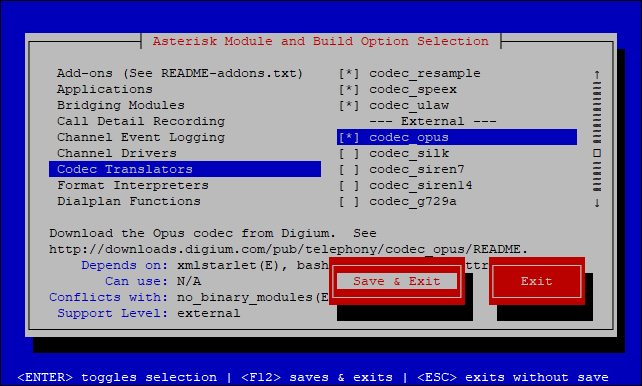 Asterisk Module and Build Option Selection
Add-ons (See README-addons.txt) [*] codec_resample
Applications [*] codec_speex
Bridging Modules [*] codec_ulaw
Call Detail Recording --- External ---
Channel Event Logging [*] codec_opus
Channel Drivers [ ] codec_silk
Codec Translators [ ] codec_siren7
Format Interpreters [ ] codec_siren14
Dialplan Functions [ ] codec_g729a
Download the Opus codec from Digium. See
http://downloads.digium.com/pub/telephony/codec_opus/README.
Depends on: xmlstarlet(E), bash
Can use: N/A
Conflicts with: no_binary_modules(E
Support Level: external
Save & Exit
Exit
<ENTER> toggles selection | <F12> saves & exits | <ESC> exits without save